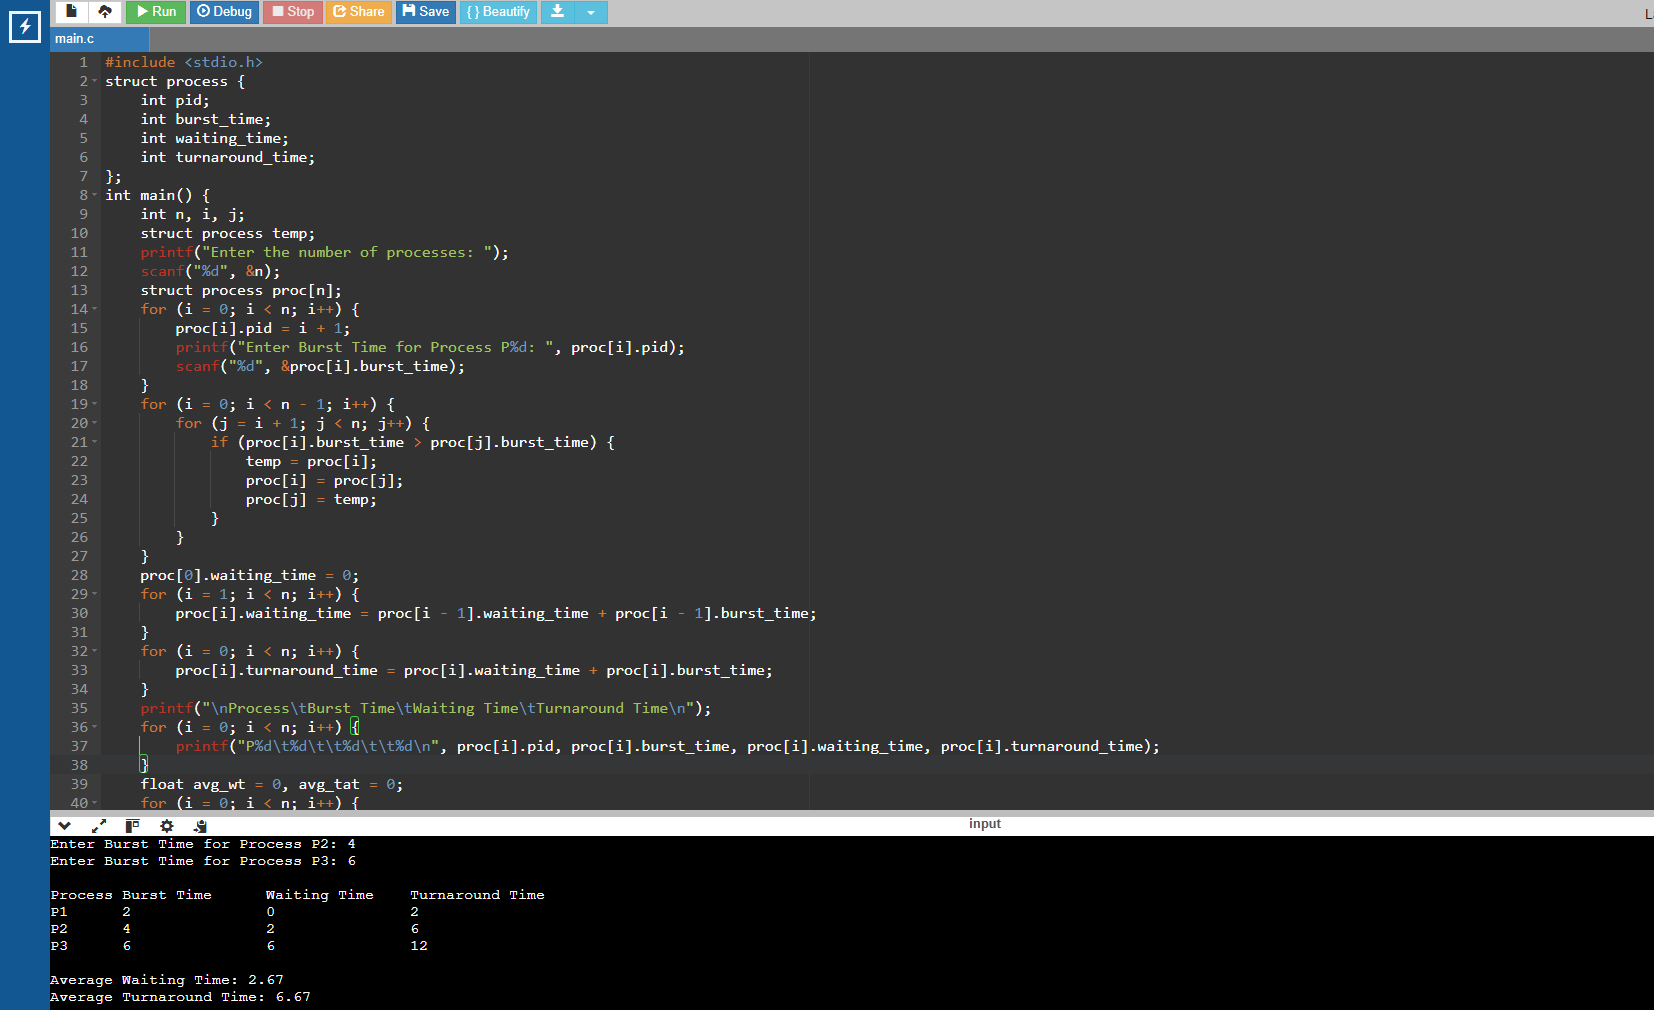 Run Debug Stop Share Save { } Beautify
main.c
1 #include <stdio.h>
2 struct process {
3     int pid;
4     int burst_time;
5     int waiting_time;
6     int turnaround_time;
7 };
8 int main() {
9     int n, i, j;
10     struct process temp;
11     printf("Enter the number of processes: ");
12     scanf("%d", &n);
13     struct process proc[n];
14     for (i = 0; i < n; i++) {
15         proc[i].pid = i + 1;
16         printf("Enter Burst Time for Process P%d: ", proc[i].pid);
17         scanf("%d", &proc[i].burst_time);
18     }
19     for (i = 0; i < n - 1; i++) {
20         for (j = i + 1; j < n; j++) {
21             if (proc[i].burst_time > proc[j].burst_time) {
22                 temp = proc[i];
23                 proc[i] = proc[j];
24                 proc[j] = temp;
25             }
26         }
27     }
28     proc[0].waiting_time = 0;
29     for (i = 1; i < n; i++) {
30         proc[i].waiting_time = proc[i - 1].waiting_time + proc[i - 1].burst_time;
31     }
32     for (i = 0; i < n; i++) {
33         proc[i].turnaround_time = proc[i].waiting_time + proc[i].burst_time;
34     }
35     printf("\nProcess\tBurst Time\tWaiting Time\tTurnaround Time\n");
36     for (i = 0; i < n; i++) {
37         printf("P%d\t%d\t\t%d\t\t%d\n", proc[i].pid, proc[i].burst_time, proc[i].waiting_time, proc[i].turnaround_time);
38     }
39     float avg_wt = 0, avg_tat = 0;
40     for (i = 0; i < n; i++) {
input
Enter Burst Time for Process P2: 4
Enter Burst Time for Process P3: 6
Process Burst Time      Waiting Time    Turnaround Time
P1      2               0               2
P2      4               2               6
P3      6               6               12
Average Waiting Time: 2.67
Average Turnaround Time: 6.67